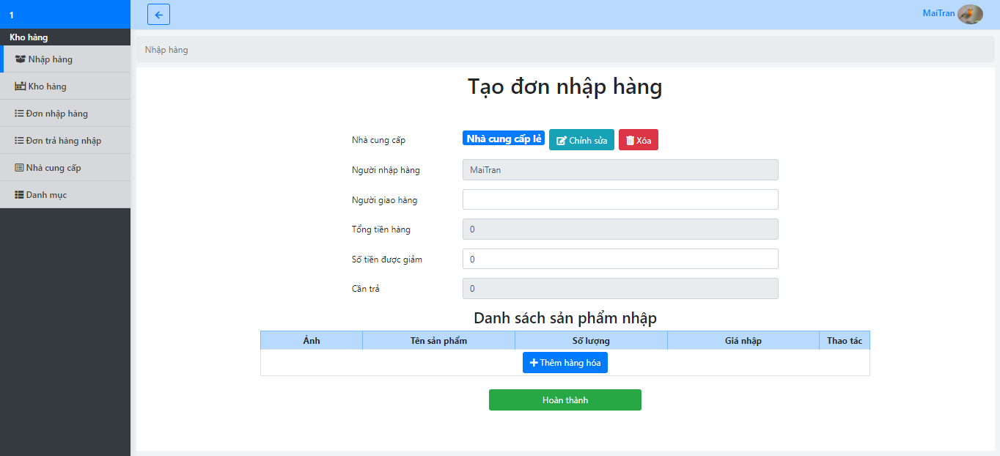 1
MaiTran
Kho hàng
Nhập hàng
Kho hàng
Đơn nhập hàng
Đơn trả hàng nhập
Nhà cung cấp
Danh mục
Nhập hàng
Tạo đơn nhập hàng
Nhà cung cấp Nhà cung cấp lẻ Chỉnh sửa Xóa
Người nhập hàng MaiTran
Người giao hàng
Tổng tiền hàng 0
Số tiền được giảm 0
Cần trả 0
Danh sách sản phẩm nhập
Ảnh Tên sản phẩm Số lượng Giá nhập Thao tác
Thêm hàng hóa
Hoàn thành